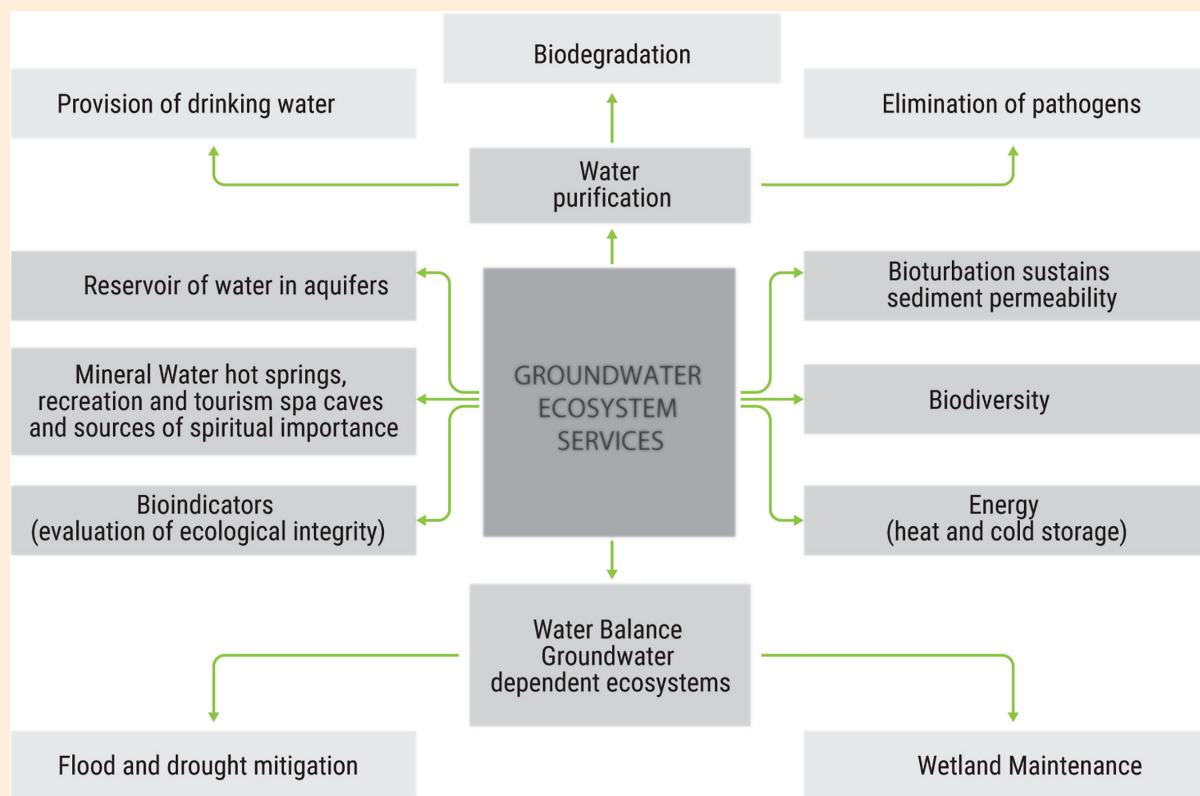 Biodegradation
Provision of drinking water
Elimination of pathogens
Water
purification
Reservoir of water in aquifers
Bioturbation sustains
sediment permeability
GROUNDWATER
ECOSYSTEM
SERVICES
Mineral Water hot springs,
recreation and tourism spa caves
and sources of spiritual importance
Biodiversity
Bioindicators
(evaluation of ecological integrity)
Energy
(heat and cold storage)
Water Balance
Groundwater
dependent ecosystems
Flood and drought mitigation
Wetland Maintenance